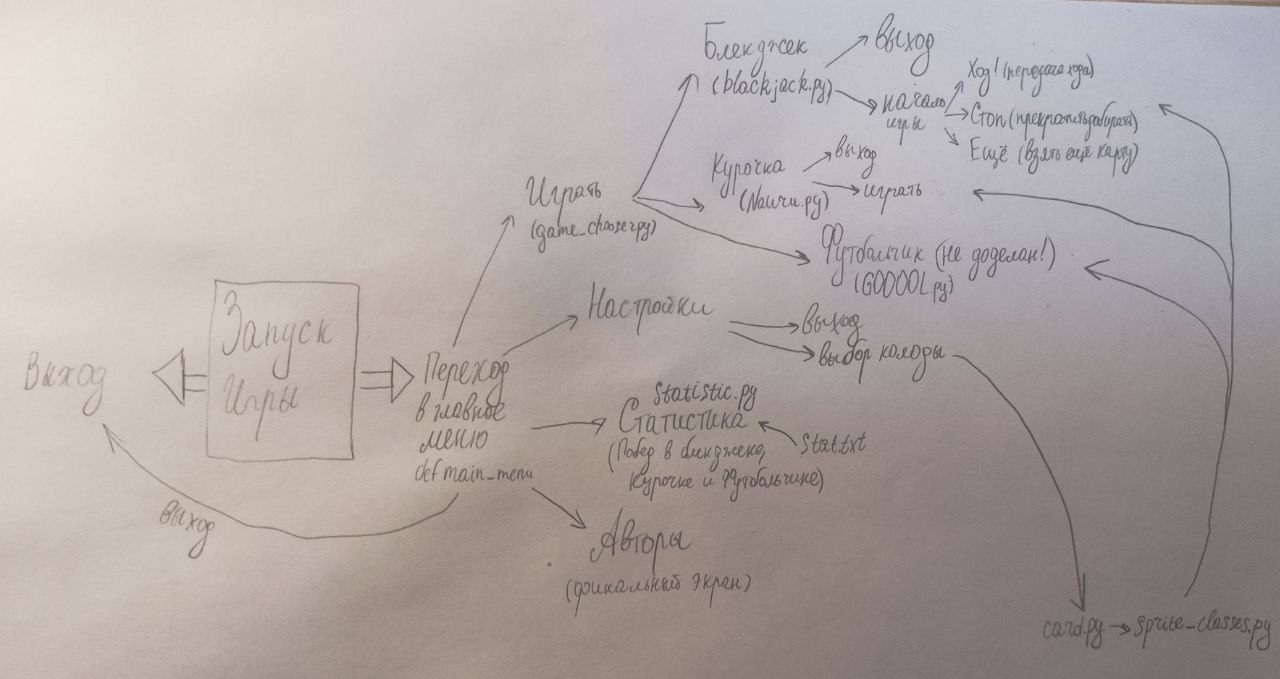 Блекджек
(blackjack.py)
Выход
начало
игры
Ход! (передача хода)
Стоп (прекратить добирать)
Ещё (взять ещё карту)
Курочка
выход
играть
Играть
(game_chooser.py)
Футбольчик (не доделан!)
(GOOOOL.py)
Настройки
выход
выбор колоды
Запуск
Игры
Выход
Переход
в главное
меню
def main_menu
Statistic.py
Статистика
(Побед в блекджеке,
Курочке и Футбольчике)
Stat.txt
выход
Авторы
(финальный экран)
card.py → sprite_classes.py